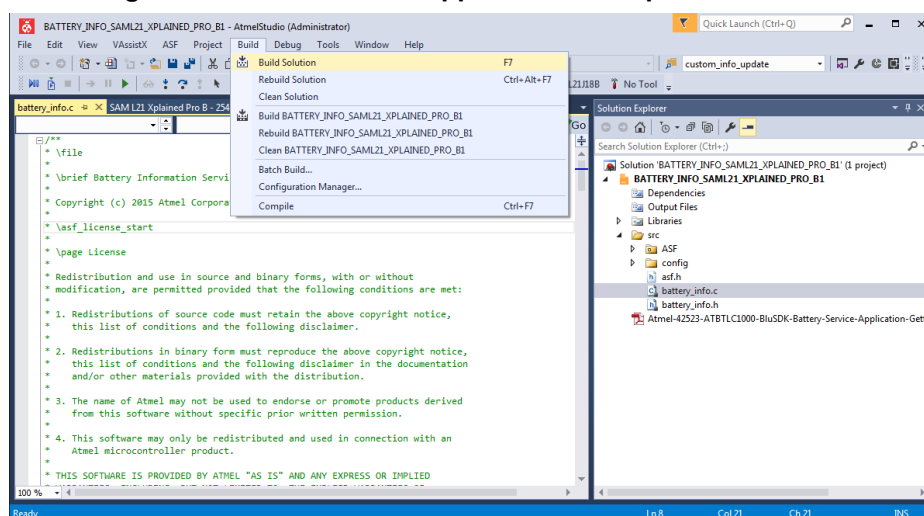 BATTERY_INFO_SAML21_XPLAINED_PRO_B1 - AtmelStudio (Administrator)
Quick Launch (Ctrl+Q)
File Edit View VAssistX ASF Project Build Debug Tools Window Help
custom_info_update
L21J18B No Tool
Build Solution F7
Rebuild Solution Ctrl+Alt+F7
Clean Solution
Build BATTERY_INFO_SAML21_XPLAINED_PRO_B1
Rebuild BATTERY_INFO_SAML21_XPLAINED_PRO_B1
Clean BATTERY_INFO_SAML21_XPLAINED_PRO_B1
Batch Build...
Configuration Manager...
Compile Ctrl+F7
battery_info.c SAM L21 Xplained Pro B - 254
Go
/**
* \file
*
* \brief Battery Information Servi
*
* Copyright (c) 2015 Atmel Corpora
*
* \asf_license_start
*
* \page License
*
* Redistribution and use in source and binary forms, with or without
* modification, are permitted provided that the following conditions are met:
*
* 1. Redistributions of source code must retain the above copyright notice,
* this list of conditions and the following disclaimer.
*
* 2. Redistributions in binary form must reproduce the above copyright notice,
* this list of conditions and the following disclaimer in the documentation
* and/or other materials provided with the distribution.
*
* 3. The name of Atmel may not be used to endorse or promote products derived
* from this software without specific prior written permission.
*
* 4. This software may only be redistributed and used in connection with an
* Atmel microcontroller product.
*
* THIS SOFTWARE IS PROVIDED BY ATMEL "AS IS" AND ANY EXPRESS OR IMPLIED
100 %
Solution Explorer
Search Solution Explorer (Ctrl+;)
Solution 'BATTERY_INFO_SAML21_XPLAINED_PRO_B1' (1 project)
BATTERY_INFO_SAML21_XPLAINED_PRO_B1
Dependencies
Output Files
Libraries
src
ASF
config
asf.h
battery_info.c
battery_info.h
Atmel-42523-ATBTLC1000-BluSDK-Battery-Service-Application-Gett
Ready Ln 8 Col 21 Ch 21 INS